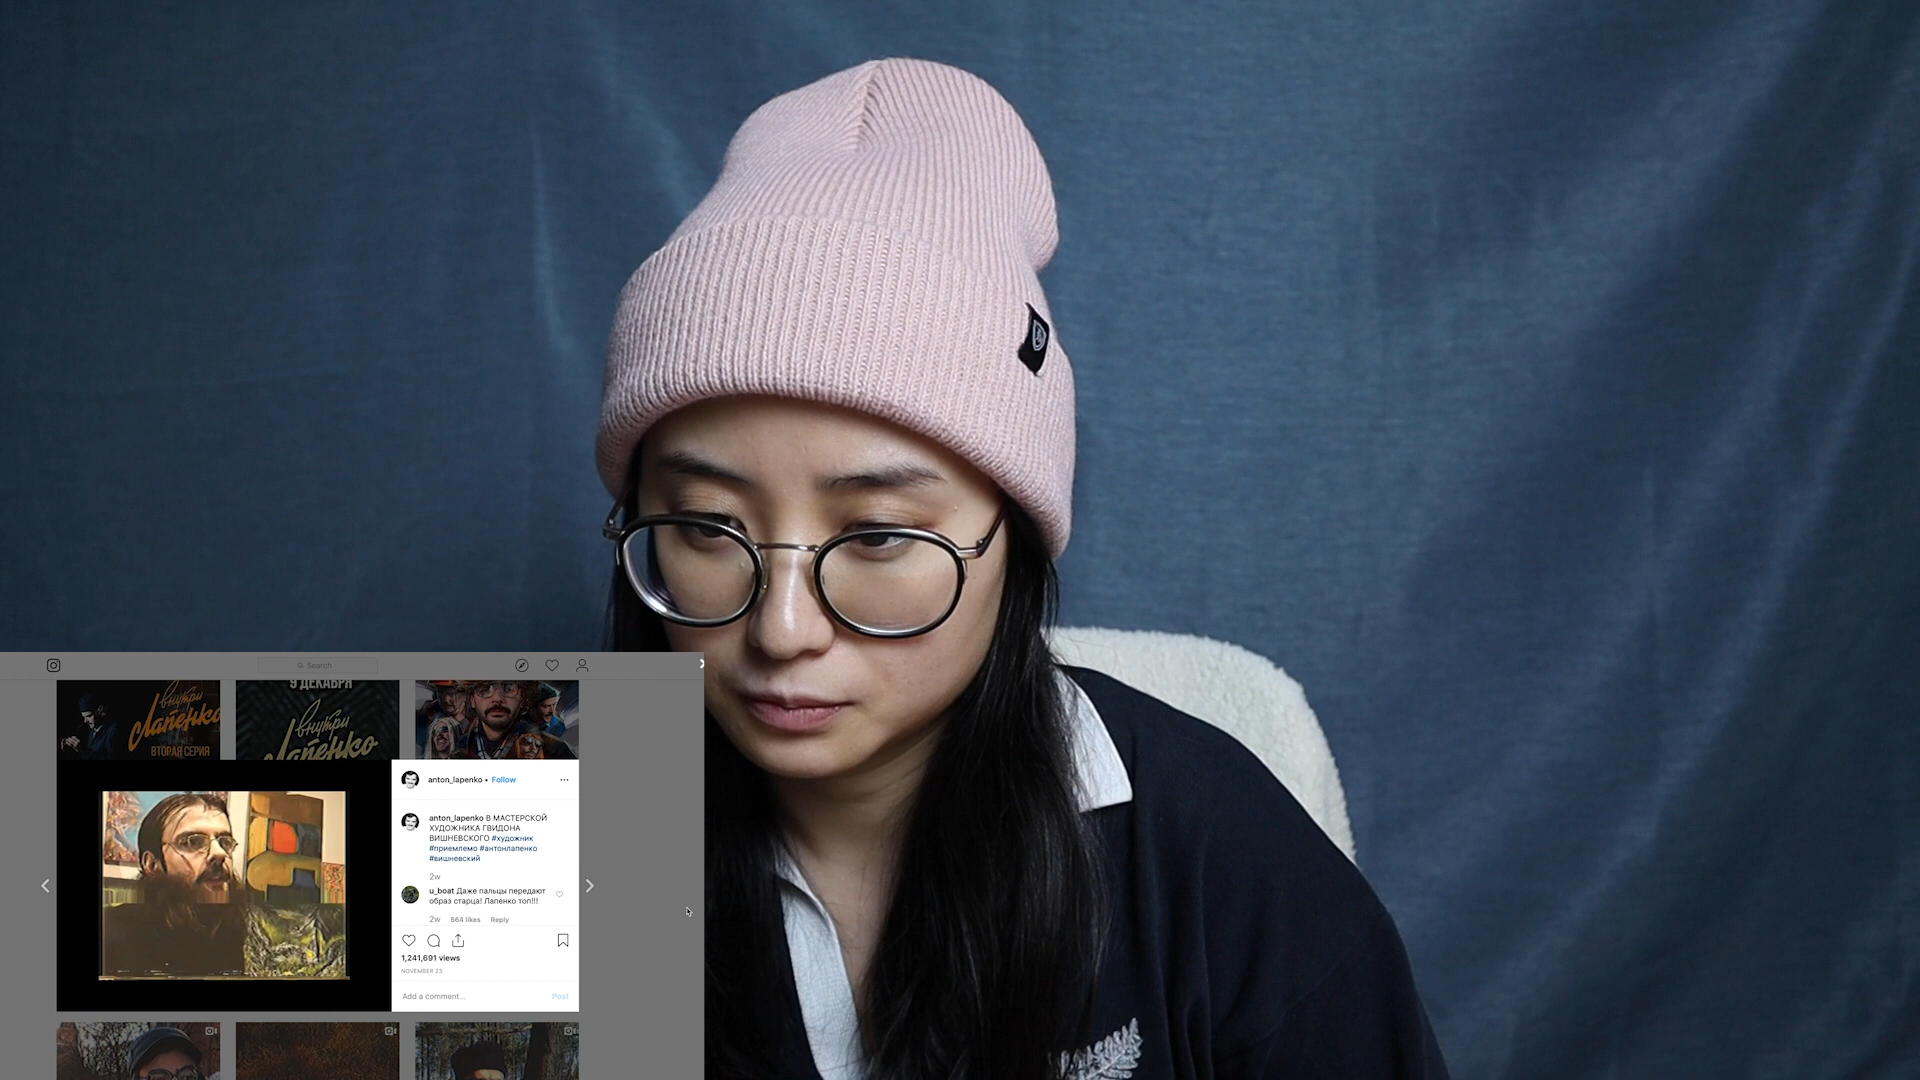 Search
9 ДЕКАБРЯ
внутри
Лапенко
ВТОРАЯ СЕРИЯ
внутри
Лапенко
anton_lapenko • Follow
anton_lapenko В МАСТЕРСКОЙ
ХУДОЖНИКА ГВИДОНА
ВИШНЕВСКОГО #художник
#приемлемо #антонлапенко
#вишневский
2w
u_boat Даже пальцы передают
образ старца! Лапенко топ!!!
2w 564 likes Reply
1,241,691 views
NOVEMBER 23
Add a comment... Post